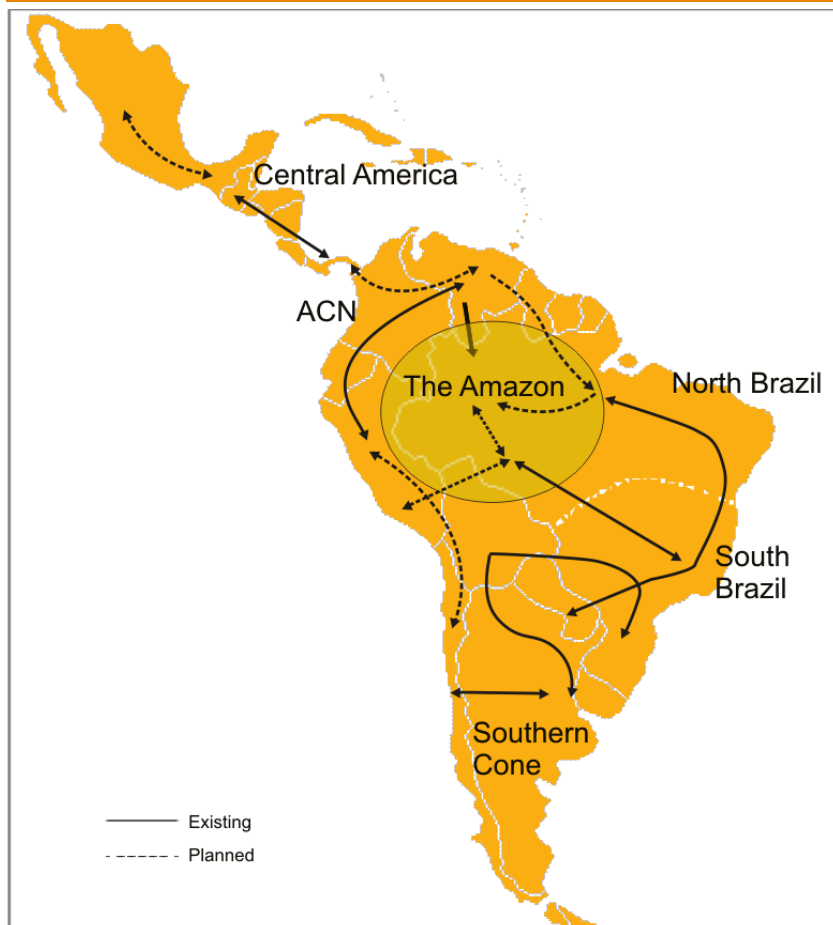 Central America
ACN
The Amazon
North Brazil
South
Brazil
Southern
Cone
Existing
Planned